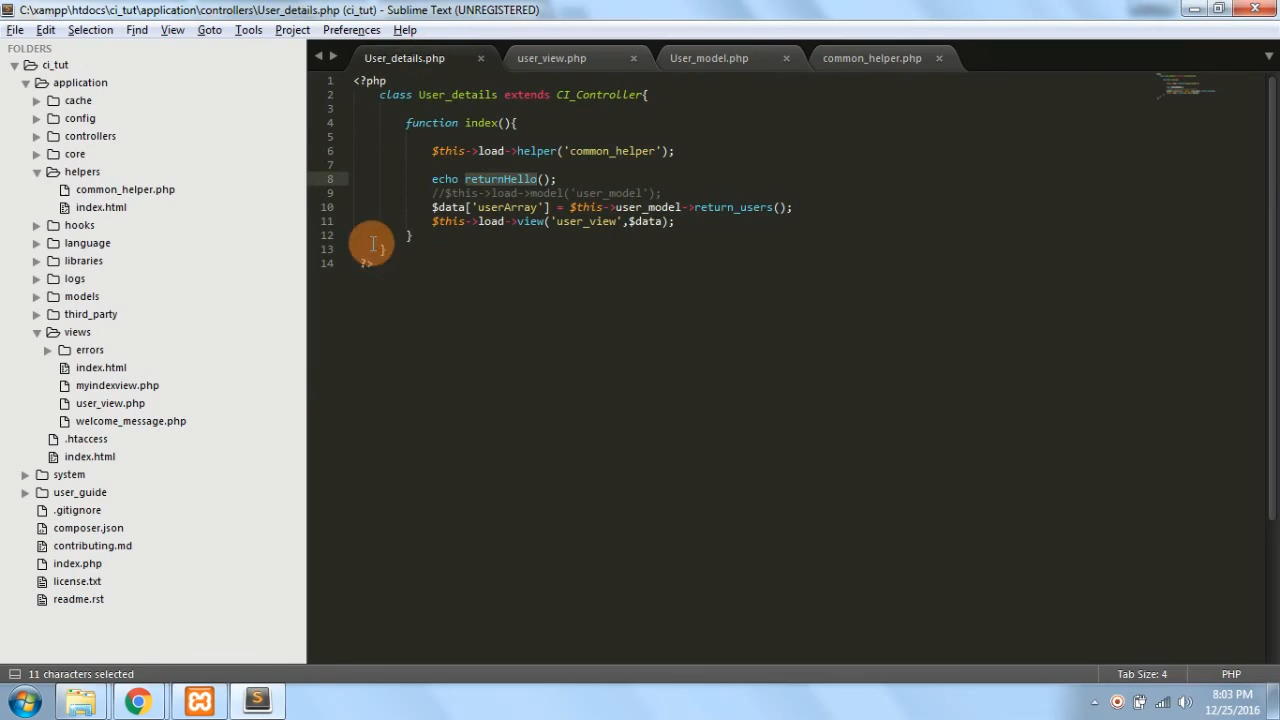 C:\xampp\htdocs\ci_tut\application\controllers\User_details.php (ci_tut) - Sublime Text (UNREGISTERED)
File Edit Selection Find View Goto Tools Project Preferences Help
FOLDERS
ci_tut
application
cache
config
controllers
core
helpers
common_helper.php
index.html
hooks
language
libraries
logs
models
third_party
views
errors
index.html
myindexview.php
user_view.php
welcome_message.php
.htaccess
index.html
system
user_guide
.gitignore
composer.json
contributing.md
index.php
license.txt
readme.rst
User_details.php user_view.php User_model.php common_helper.php
1 <?php
2 class User_details extends CI_Controller{
3
4 function index(){
5
6 $this->load->helper('common_helper');
7
8 echo returnHello();
9 //$this->load->model('user_model');
10 $data['userArray'] = $this->user_model->return_users();
11 $this->load->view('user_view',$data);
12 }
13 }
14 ?>
11 characters selected Tab Size: 4 PHP
8:03 PM
12/25/2016